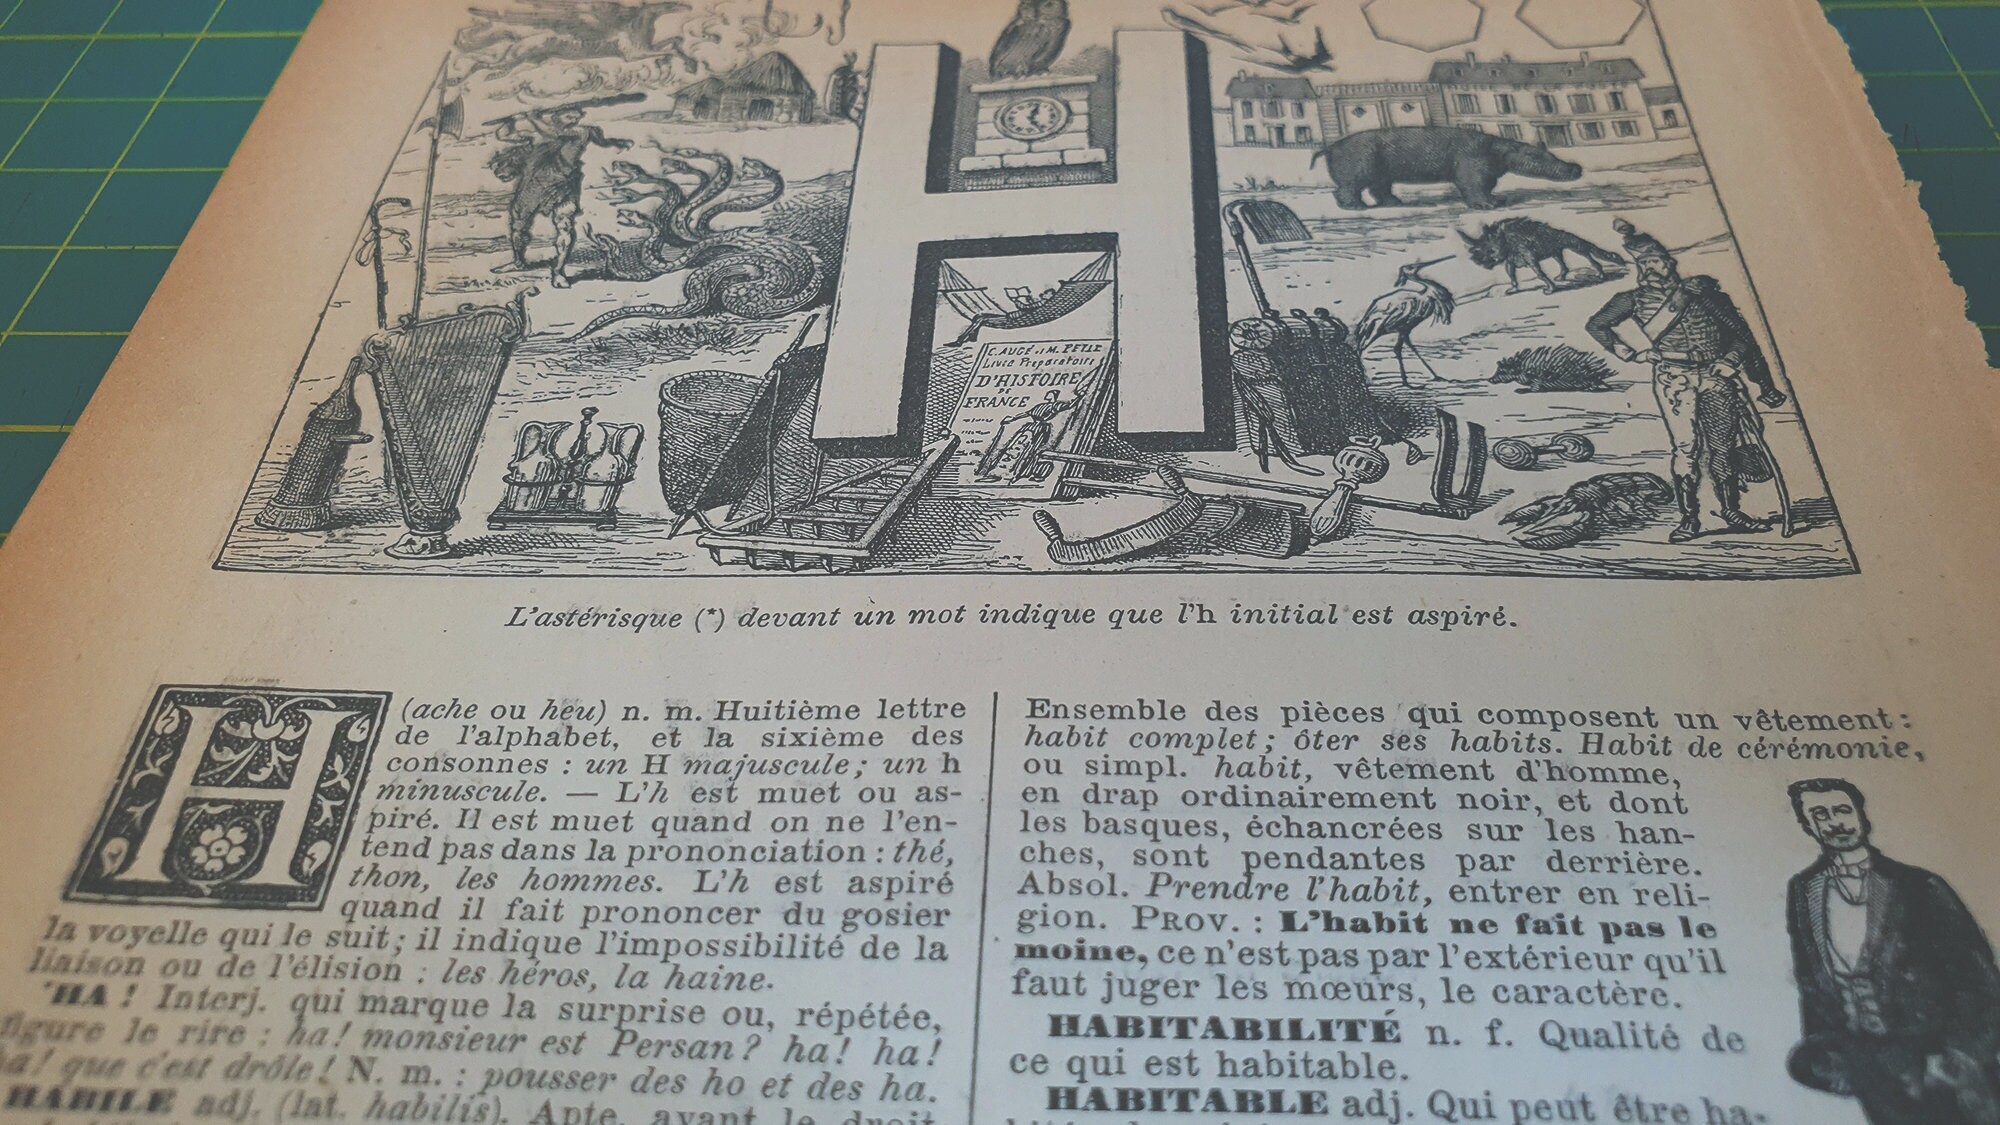 H
C. AUGÉ et M. PETIT
Livre Préparatoire
D'HISTOIRE
DE
FRANCE
L'astérisque (*) devant un mot indique que l'h initial est aspiré.
H
(ache ou heu) n. m. Huitième lettre
de l'alphabet, et la sixième des
consonnes : un H majuscule; un h
minuscule. — L'h est muet ou as-
piré. Il est muet quand on ne l'en-
tend pas dans la prononciation : thé,
thon, les hommes. L'h est aspiré
quand il fait prononcer du gosier
la voyelle qui le suit; il indique l'impossibilité de la
liaison ou de l'élision : les héros, la haine.
*HA ! Interj. qui marque la surprise ou, répétée,
figure le rire : ha! monsieur est Persan? ha! ha!
ha! que c'est drôle! N. m. : pousser des ho et des ha.
HABILE adj. (lat. habilis). Apte, ayant le droit
Ensemble des pièces qui composent un vêtement :
habit complet; ôter ses habits. Habit de cérémonie,
ou simpl. habit, vêtement d'homme,
en drap ordinairement noir, et dont
les basques, échancrées sur les han-
ches, sont pendantes par derrière.
Absol. Prendre l'habit, entrer en reli-
gion. PROV. : L'habit ne fait pas le
moine, ce n'est pas par l'extérieur qu'il
faut juger les mœurs, le caractère.
HABITABILITÉ n. f. Qualité de
ce qui est habitable.
HABITABLE adj. Qui peut être ha-